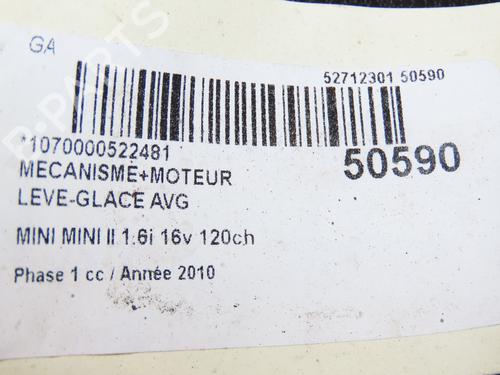 GA
52712301 50590
*1070000522481
50590
MECANISME+MOTEUR
LEVE-GLACE AVG
MINI MINI II 1.6i 16v 120ch
Phase 1 cc / Année 2010
B-PARTS